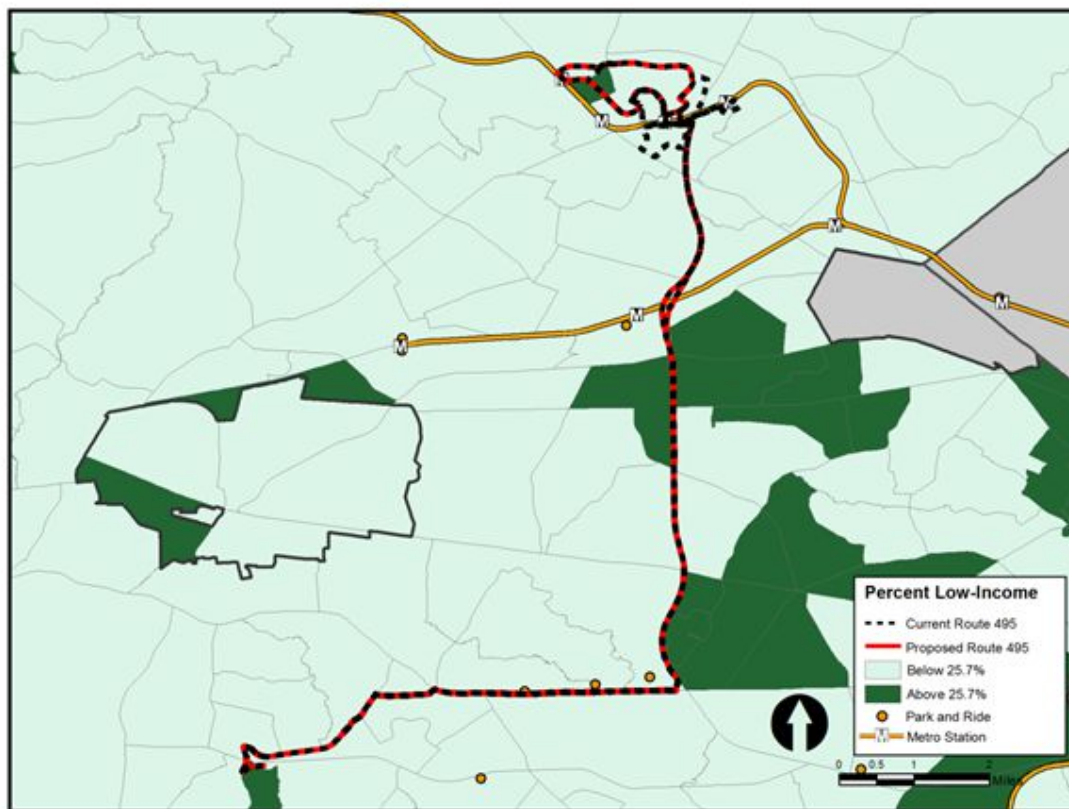 M
M
M
M
M
M
M
Percent Low-Income
Current Route 495
Proposed Route 495
Below 25.7%
Above 25.7%
Park and Ride
M Metro Station
0 0.5 1 2
Miles